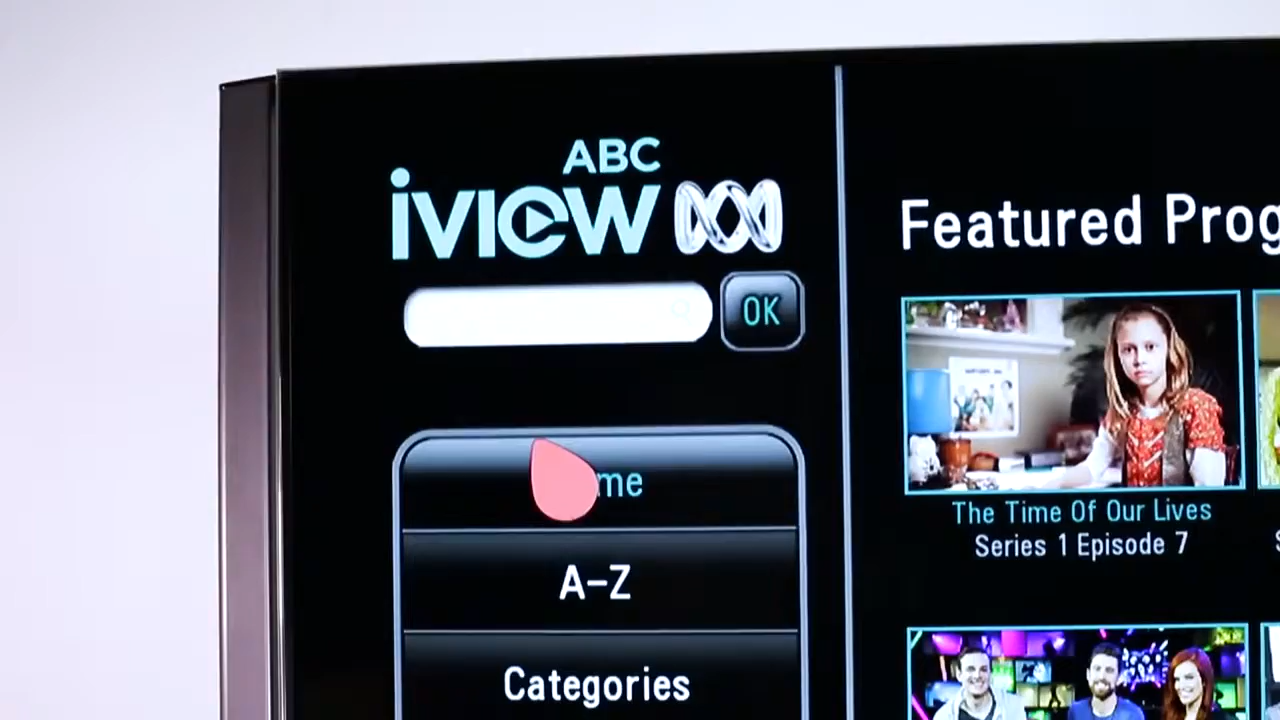 ABC
iview
OK
Featured Prog
me
A-Z
Categories
The Time Of Our Lives
Series 1 Episode 7